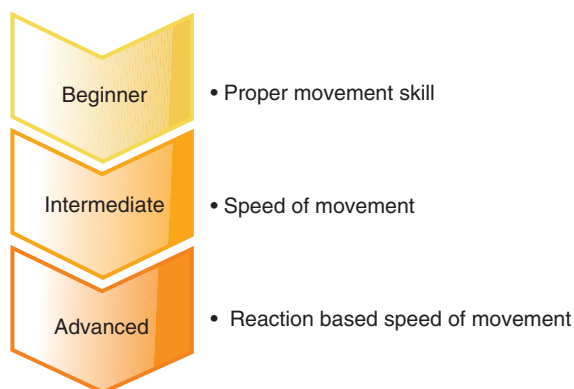 Beginner
• Proper movement skill
Intermediate
• Speed of movement
Advanced
• Reaction based speed of movement